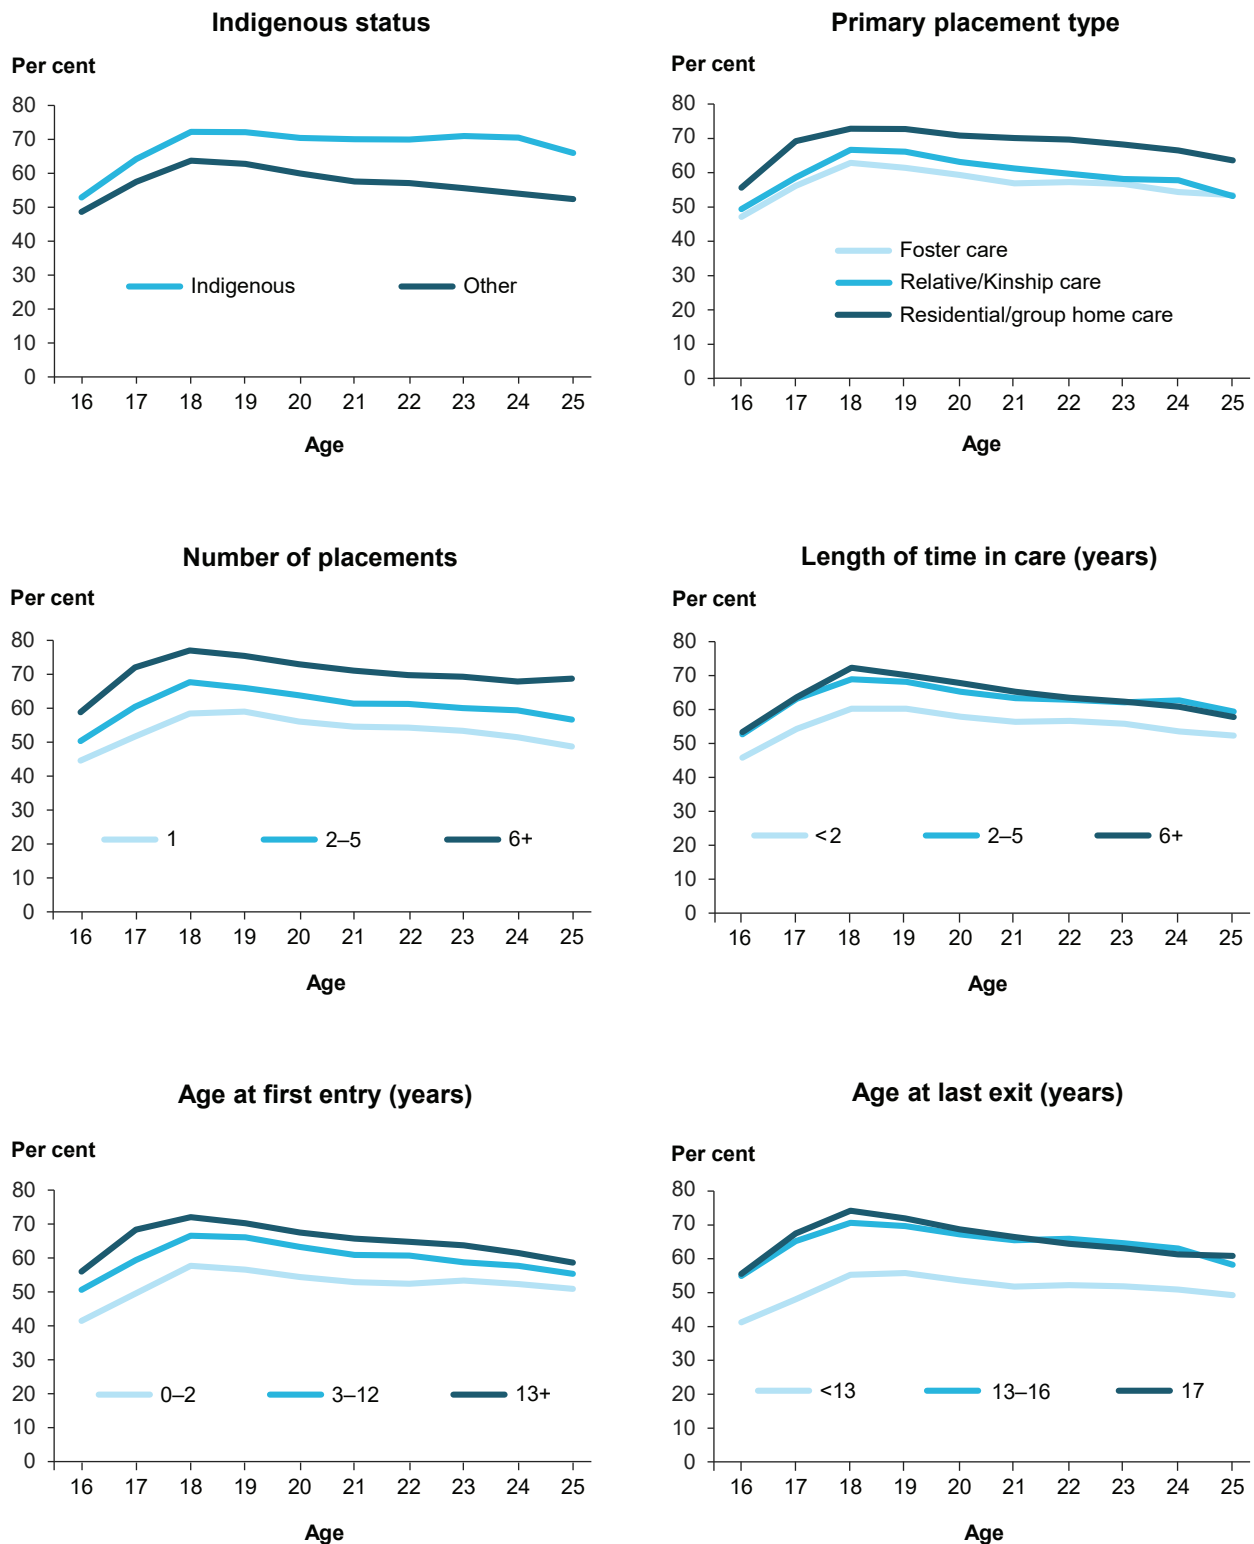 Indigenous status
Per cent
80
70
60
50
40
30
20
10
0
Indigenous Other
16 17 18 19 20 21 22 23 24 25
Age
Primary placement type
Per cent
80
70
60
50
40
30
20
10
0
Foster care
Relative/Kinship care
Residential/group home care
16 17 18 19 20 21 22 23 24 25
Age
Number of placements
Per cent
80
70
60
50
40
30
20
10
0
1 2–5 6+
16 17 18 19 20 21 22 23 24 25
Age
Length of time in care (years)
Per cent
80
70
60
50
40
30
20
10
0
<2 2–5 6+
16 17 18 19 20 21 22 23 24 25
Age
Age at first entry (years)
Per cent
80
70
60
50
40
30
20
10
0
0–2 3–12 13+
16 17 18 19 20 21 22 23 24 25
Age
Age at last exit (years)
Per cent
80
70
60
50
40
30
20
10
0
<13 13–16 17
16 17 18 19 20 21 22 23 24 25
Age